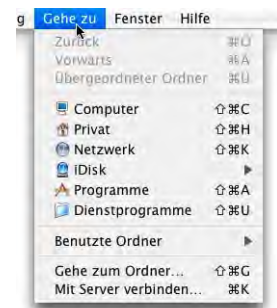 g Gehe zu Fenster Hilfe
Zurück ⌘Ö
Vorwärts ⌘Ä
Übergeordneter Ordner ⌘Ü
Computer ⇧⌘C
Privat ⇧⌘H
Netzwerk ⇧⌘K
iDisk ▶
Programme ⇧⌘A
Dienstprogramme ⇧⌘U
Benutzte Ordner ▶
Gehe zum Ordner... ⇧⌘G
Mit Server verbinden... ⌘K